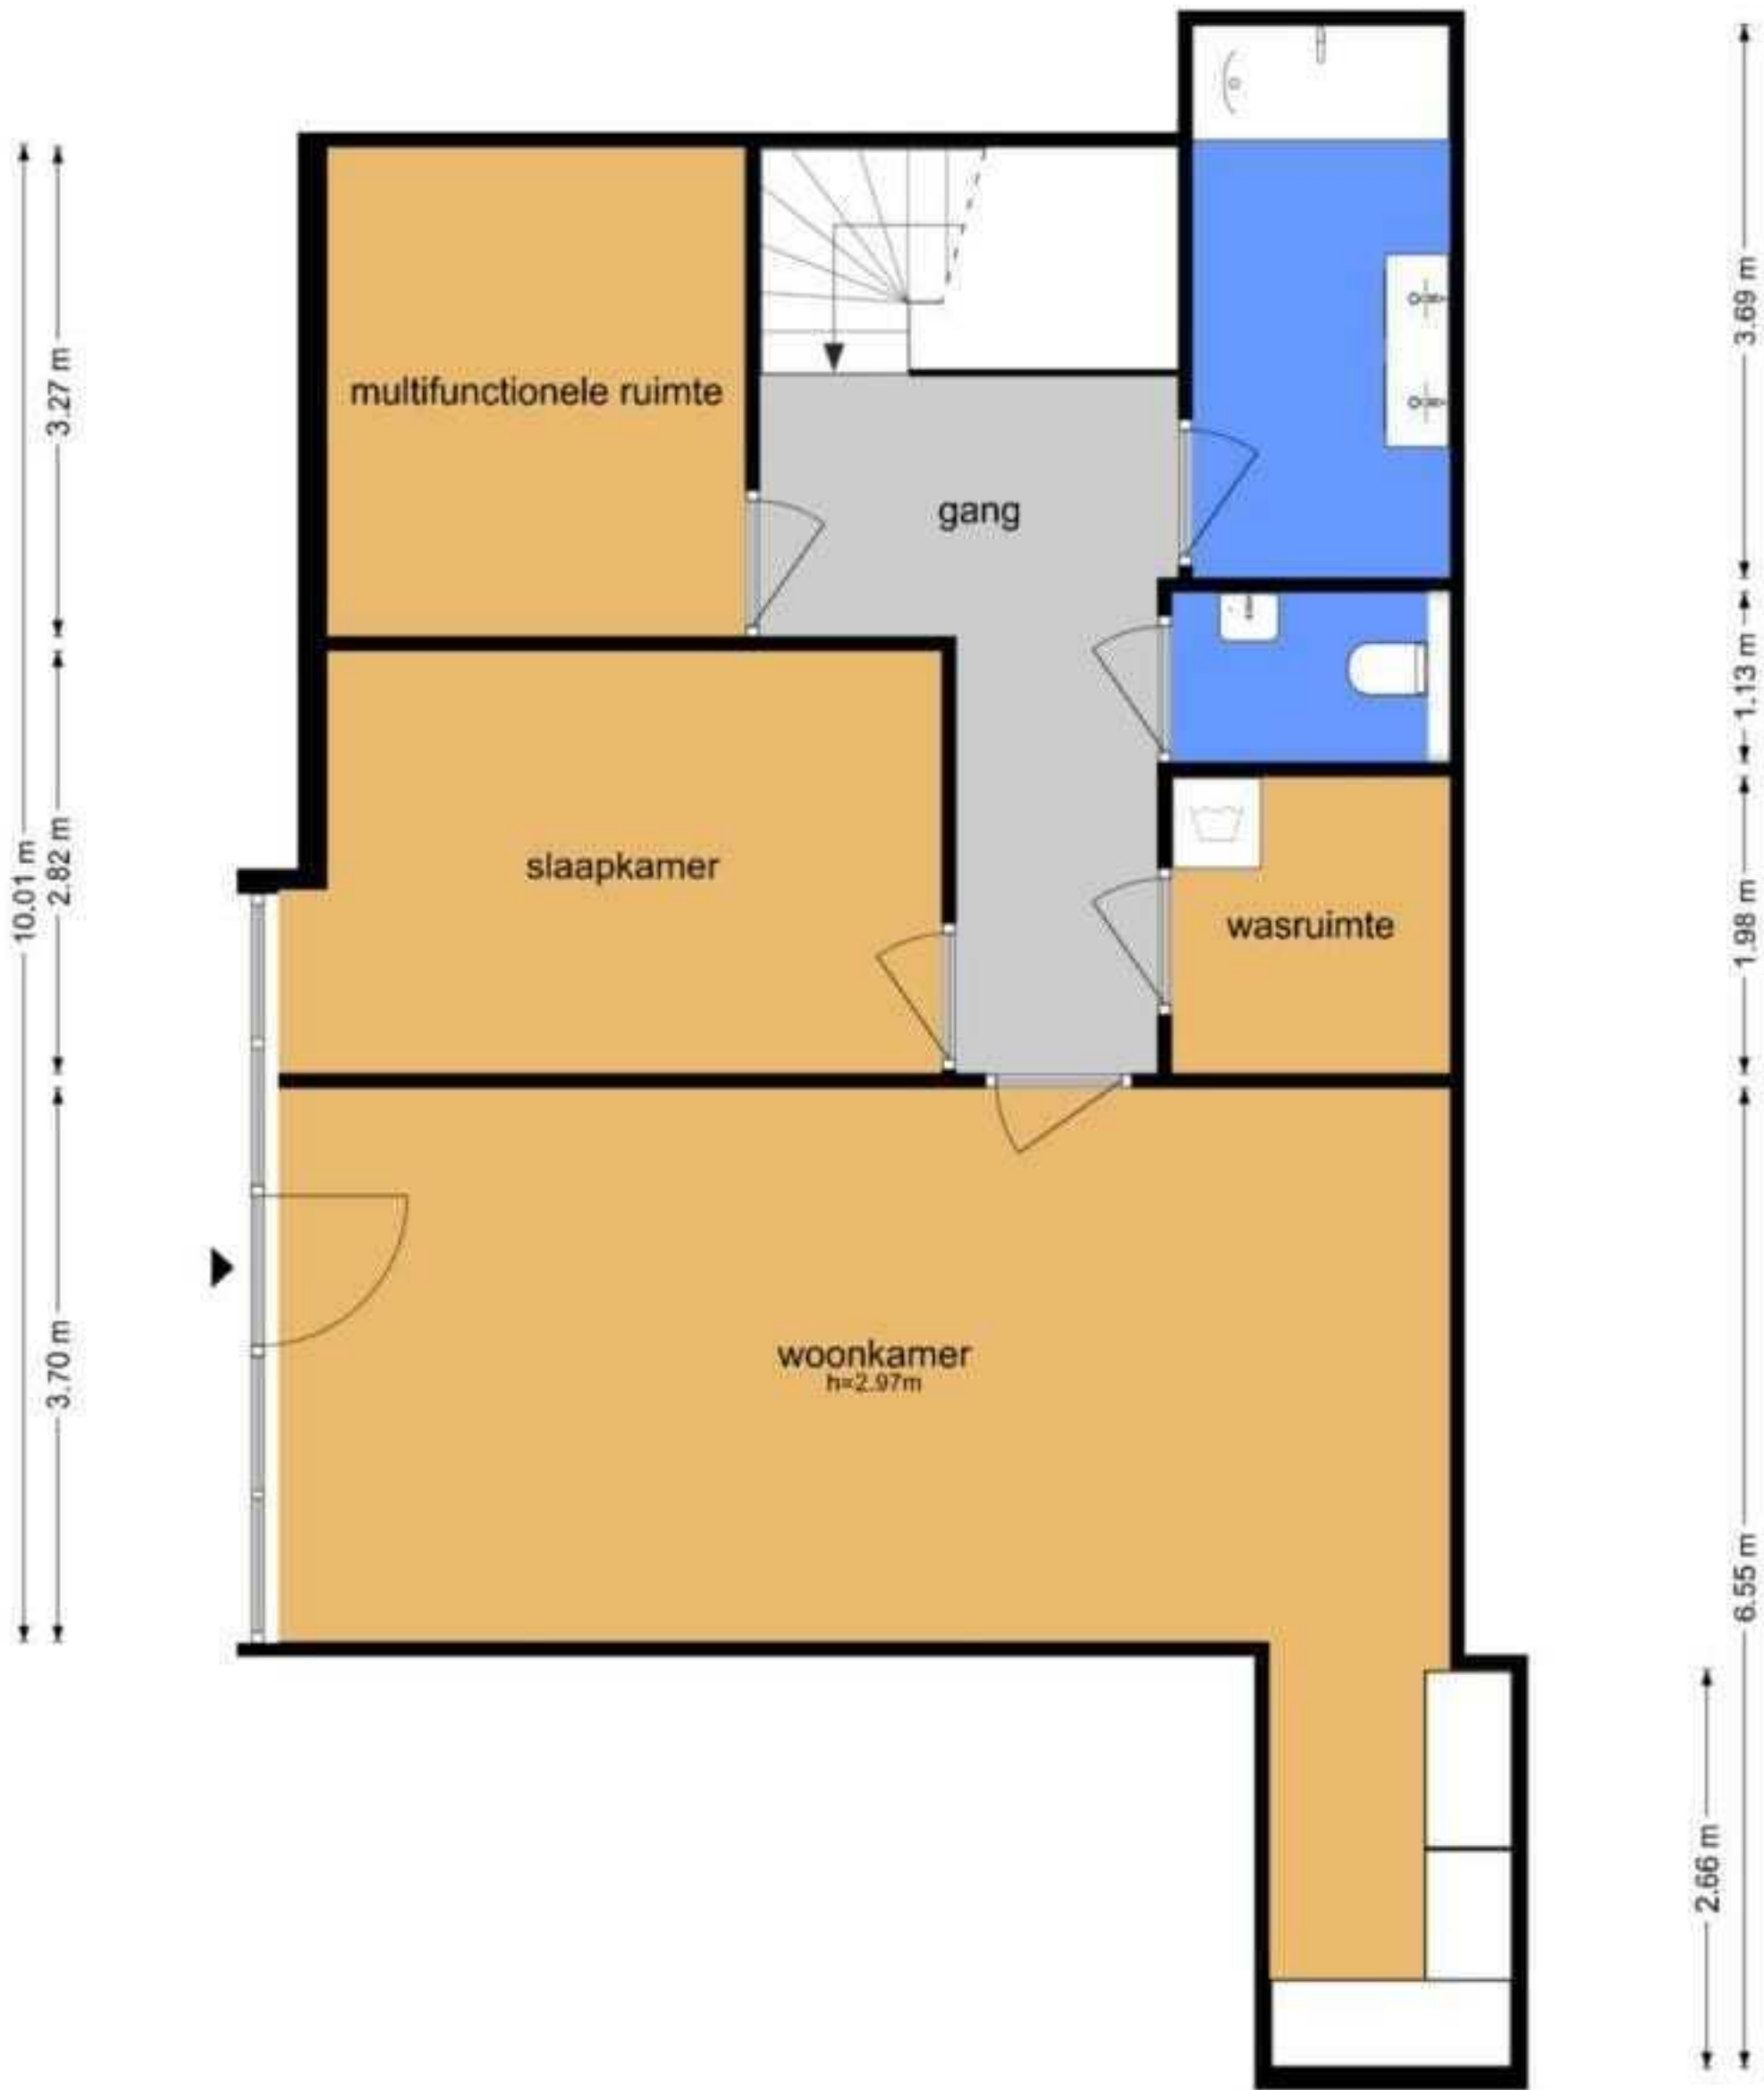 3.69 m
multifunctionele ruimte
3.27 m
gang
1.13 m
10.01 m
2.82 m
slaapkamer
wasruimte
1.98 m
3.70 m
woonkamer
h=2.97m
6.55 m
2.66 m